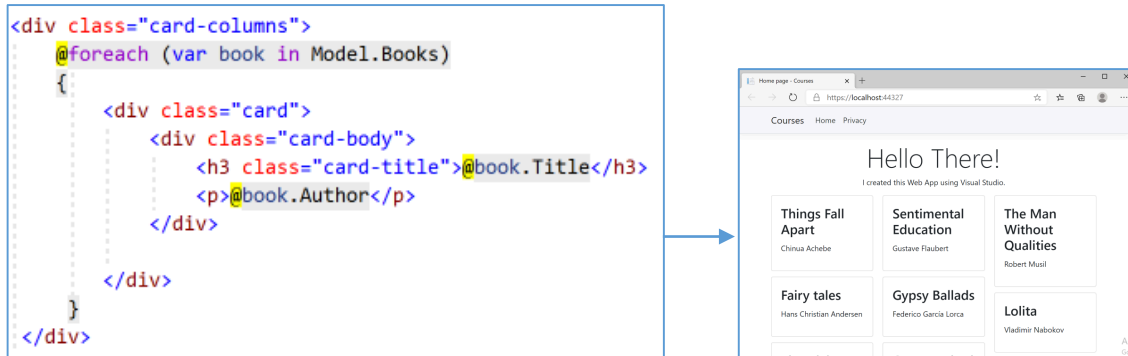 <div class="card-columns">
@foreach (var book in Model.Books)
{
<div class="card">
<div class="card-body">
<h3 class="card-title">@book.Title</h3>
<p>@book.Author</p>
</div>
</div>
}
</div>
Home page - Courses
https://localhost:44327
Courses Home Privacy
Hello There!
I created this Web App using Visual Studio.
Things Fall
Apart
Chinua Achebe
Sentimental
Education
Gustave Flaubert
The Man
Without
Qualities
Robert Musil
Fairy tales
Hans Christian Andersen
Gypsy Ballads
Federico García Lorca
Lolita
Vladimir Nabokov